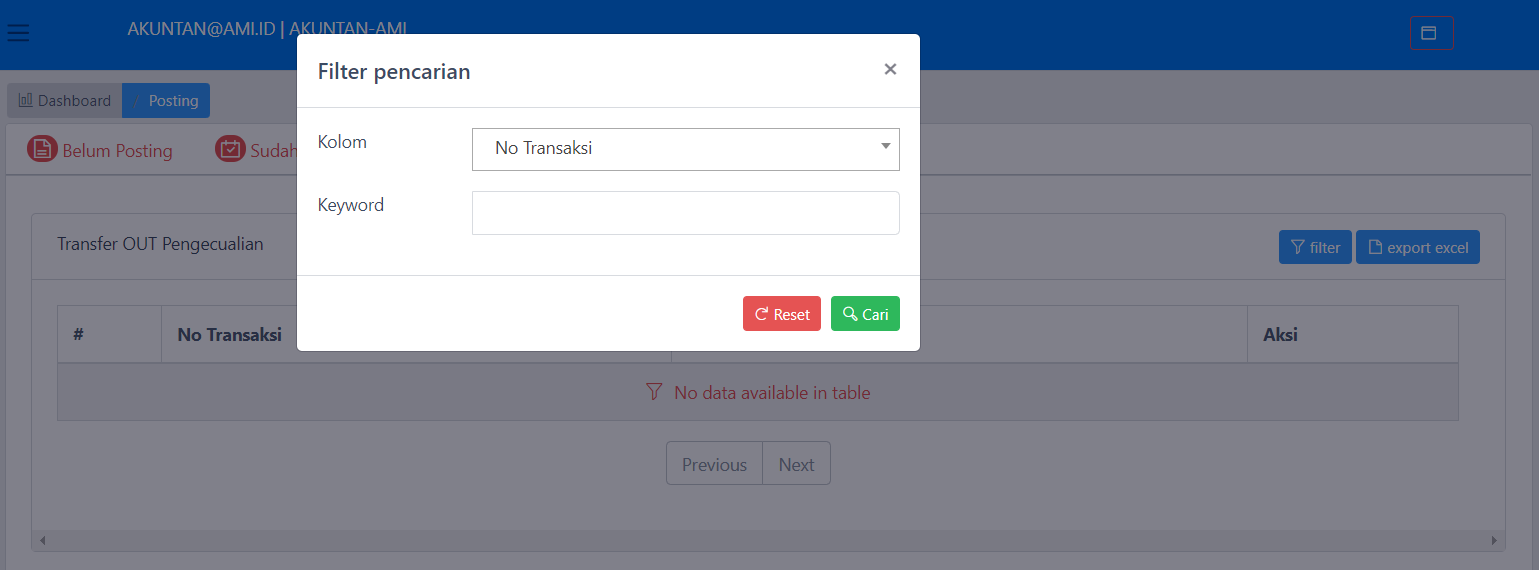 AKUNTAN@AMI.ID | AKUNTAN-AMI
Filter pencarian
×
Dashboard / Posting
Kolom
No Transaksi
Belum Posting
Sudah
Keyword
Transfer OUT Pengecualian
filter
export excel
Reset
Cari
#
No Transaksi
Aksi
No data available in table
Previous
Next